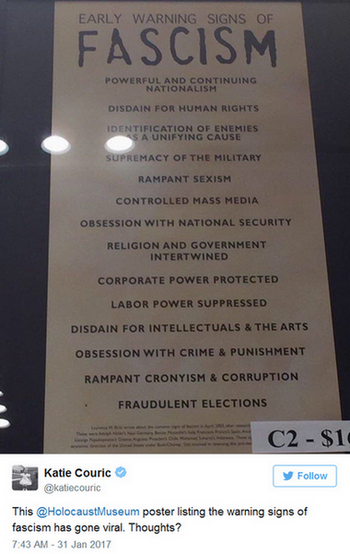 EARLY WARNING SIGNS OF
FASCISM
POWERFUL AND CONTINUING
NATIONALISM
DISDAIN FOR HUMAN RIGHTS
IDENTIFICATION OF ENEMIES
AS A UNIFYING CAUSE
SUPREMACY OF THE MILITARY
RAMPANT SEXISM
CONTROLLED MASS MEDIA
OBSESSION WITH NATIONAL SECURITY
RELIGION AND GOVERNMENT
INTERTWINED
CORPORATE POWER PROTECTED
LABOR POWER SUPPRESSED
DISDAIN FOR INTELLECTUALS & THE ARTS
OBSESSION WITH CRIME & PUNISHMENT
RAMPANT CRONYISM & CORRUPTION
FRAUDULENT ELECTIONS
C2 - $1
Katie Couric
@katiecouric
Follow
This @HolocaustMuseum poster listing the warning signs of
fascism has gone viral. Thoughts?
7:43 AM - 31 Jan 2017